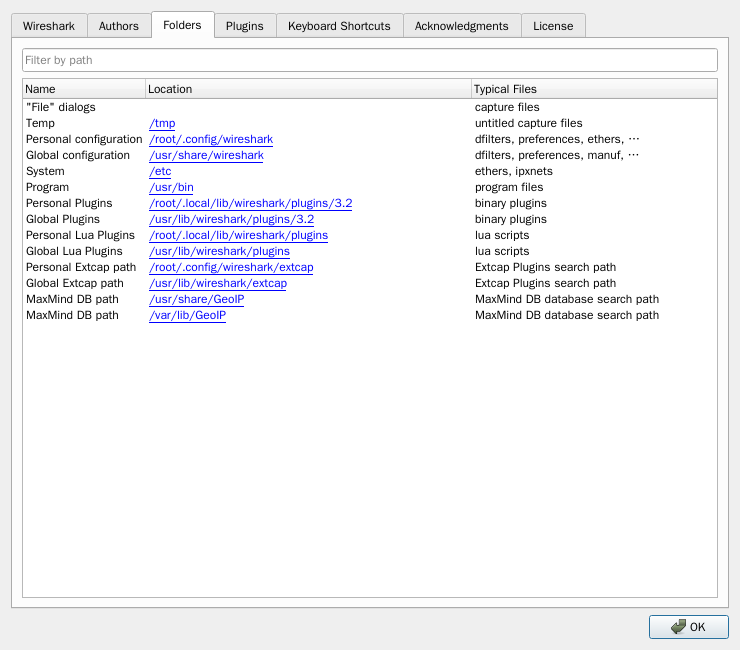 Wireshark Authors Folders Plugins Keyboard Shortcuts Acknowledgments License
Filter by path
Name Location Typical Files
"File" dialogs capture files
Temp /tmp untitled capture files
Personal configuration /root/.config/wireshark dfilters, preferences, ethers, ⋯
Global configuration /usr/share/wireshark dfilters, preferences, manuf, ⋯
System /etc ethers, ipxnets
Program /usr/bin program files
Personal Plugins /root/.local/lib/wireshark/plugins/3.2 binary plugins
Global Plugins /usr/lib/wireshark/plugins/3.2 binary plugins
Personal Lua Plugins /root/.local/lib/wireshark/plugins lua scripts
Global Lua Plugins /usr/lib/wireshark/plugins lua scripts
Personal Extcap path /root/.config/wireshark/extcap Extcap Plugins search path
Global Extcap path /usr/lib/wireshark/extcap Extcap Plugins search path
MaxMind DB path /usr/share/GeoIP MaxMind DB database search path
MaxMind DB path /var/lib/GeoIP MaxMind DB database search path
OK